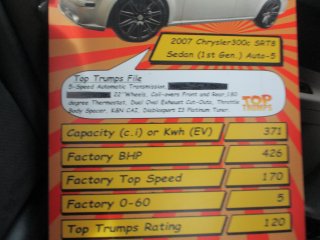 2007 Chrysler300c SRT8
Sedan (1st Gen.) Auto-5
Top Trumps File
5-Speed Automatic Transmission,
22"Wheels, Coil-overs Front and Rear,180
degree Thermostat, Dual Oval Exhaust Cut-Outs, Throttle
Body Spacer, K&N CAI, Diablosport II Platinum Tuner.
TOP
TRUMPS
Capacity (c.i) or Kwh (EV) 371
Factory BHP 426
Factory Top Speed 170
Factory 0-60 5
Top Trumps Rating 120